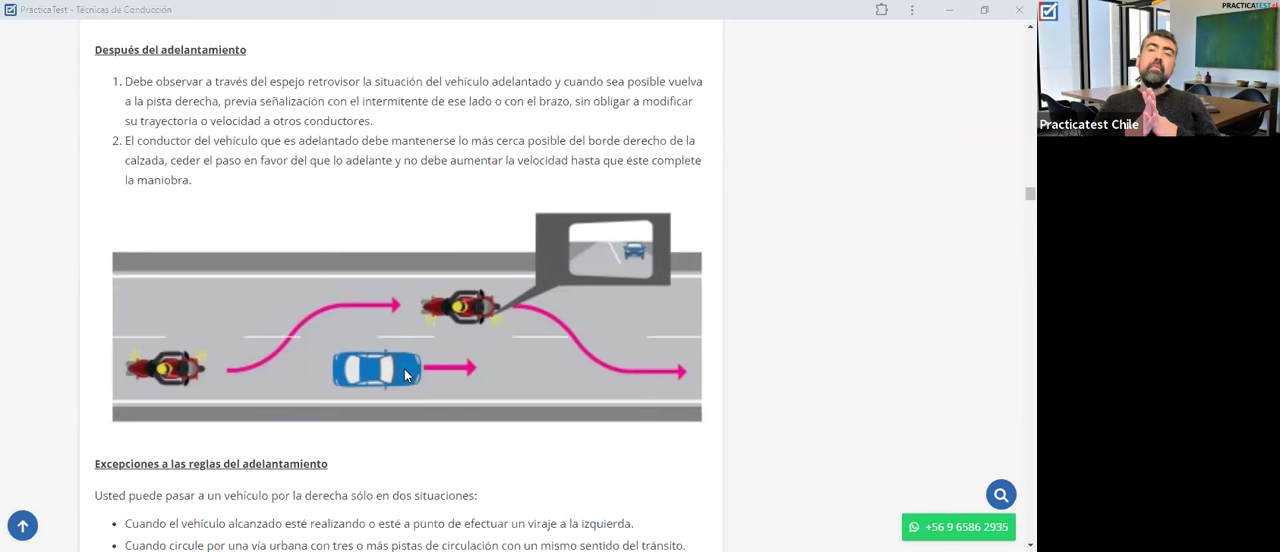 PracticaTest - Técnicas de Conducción
PRACTICATEST.cl
Después del adelantamiento
1. Debe observar a través del espejo retrovisor la situación del vehículo adelantado y cuando sea posible vuelva
a la pista derecha, previa señalización con el intermitente de ese lado o con el brazo, sin obligar a modificar
su trayectoria o velocidad a otros conductores.
2. El conductor del vehículo que es adelantado debe mantenerse lo más cerca posible del borde derecho de la
calzada, ceder el paso en favor del que lo adelante y no debe aumentar la velocidad hasta que éste complete
la maniobra.
Practicatest Chile
Excepciones a las reglas del adelantamiento
Usted puede pasar a un vehículo por la derecha sólo en dos situaciones:
• Cuando el vehículo alcanzado esté realizando o esté a punto de efectuar un viraje a la izquierda.
• Cuando circule por una vía urbana con tres o más pistas de circulación con un mismo sentido del tránsito.
+56 9 6586 2935